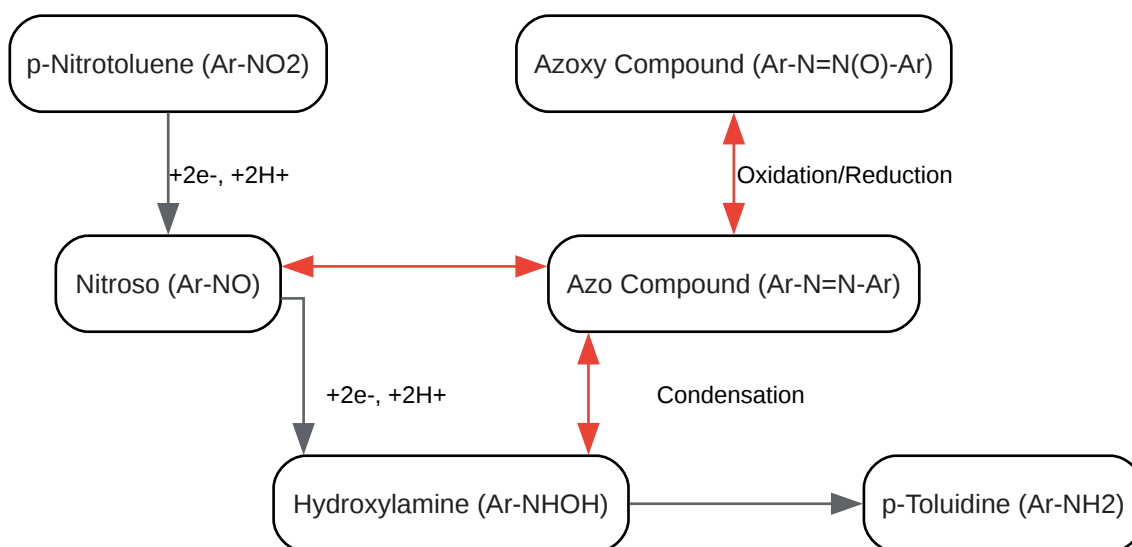 p-Nitrotoluene (Ar-NO2)
Azoxy Compound (Ar-N=N(O)-Ar)
+2e-, +2H+
Oxidation/Reduction
Nitroso (Ar-NO)
Azo Compound (Ar-N=N-Ar)
+2e-, +2H+
Condensation
Hydroxylamine (Ar-NHOH)
p-Toluidine (Ar-NH2)